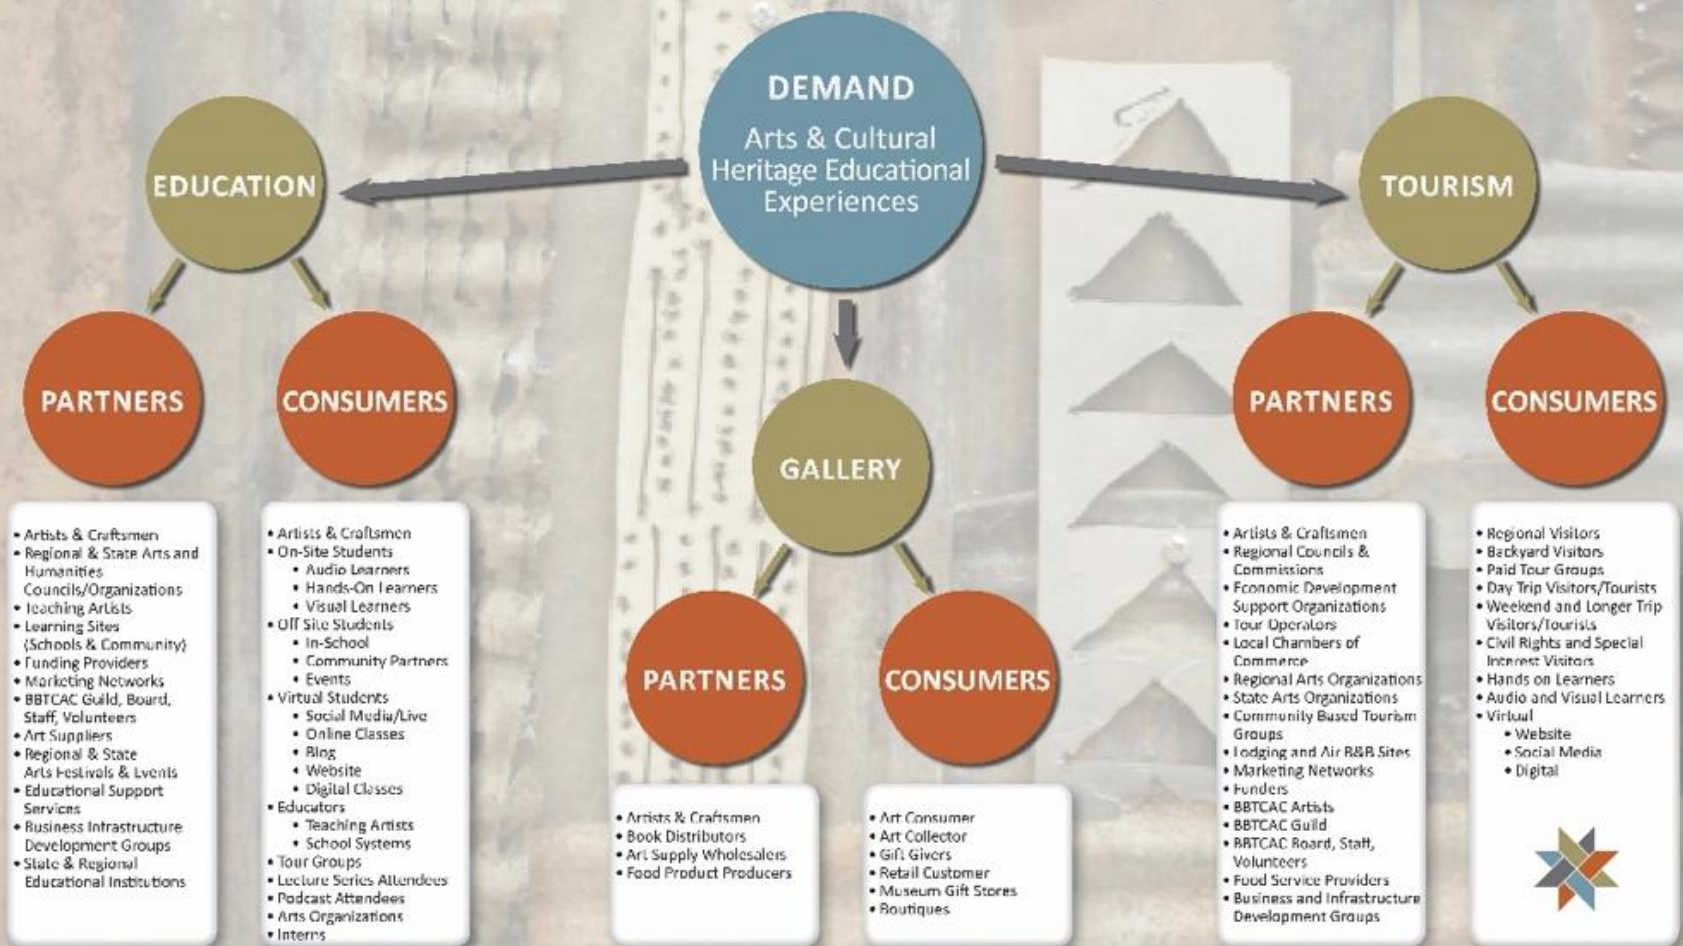 DEMAND
Arts & Cultural
Heritage Educational
Experiences
EDUCATION
PARTNERS
• Artists & Craftsmen
• Regional & State Arts and
Humanities
Councils/Organizations
• Teaching Artists
• Learning Sites
(Schools & Community)
• Funding Providers
• Marketing Networks
• BBTCAC Guild, Board,
Staff, Volunteers
• Art Suppliers
• Regional & State
Arts Festivals & Events
• Educational Support
Services
• Business Infrastructure
Development Groups
• State & Regional
Educational Institutions
CONSUMERS
• Artists & Craftsmen
• On-Site Students
• Audio Learners
• Hands-On Learners
• Visual Learners
• Off Site Students
• In-School
• Community Partners
• Events
• Virtual Students
• Social Media/Live
• Online Classes
• Blog
• Website
• Digital Classes
• Educators
• Teaching Artists
• School Systems
• Tour Groups
• Lecture Series Attendees
• Podcast Attendees
• Arts Organizations
• Interns
GALLERY
PARTNERS
• Artists & Craftsmen
• Book Distributors
• Art Supply Wholesalers
• Food Product Producers
CONSUMERS
• Art Consumer
• Art Collector
• Gift Givers
• Retail Customer
• Museum Gift Stores
• Boutiques
TOURISM
PARTNERS
• Artists & Craftsmen
• Regional Councils &
Commissions
• Economic Development
Support Organizations
• Tour Operators
• Local Chambers of
Commerce
• Regional Arts Organizations
• State Arts Organizations
• Community Based Tourism
Groups
• Lodging and Air B&B Sites
• Marketing Networks
• Funders
• BBTCAC Artists
• BBTCAC Guild
• BBTCAC Board, Staff,
Volunteers
• Food Service Providers
• Business and Infrastructure
Development Groups
CONSUMERS
• Regional Visitors
• Backyard Visitors
• Paid Tour Groups
• Day Trip Visitors/Tourists
• Weekend and Longer Trip
Visitors/Tourists
• Civil Rights and Special
Interest Visitors
• Hands on Learners
• Audio and Visual Learners
• Virtual
• Website
• Social Media
• Digital